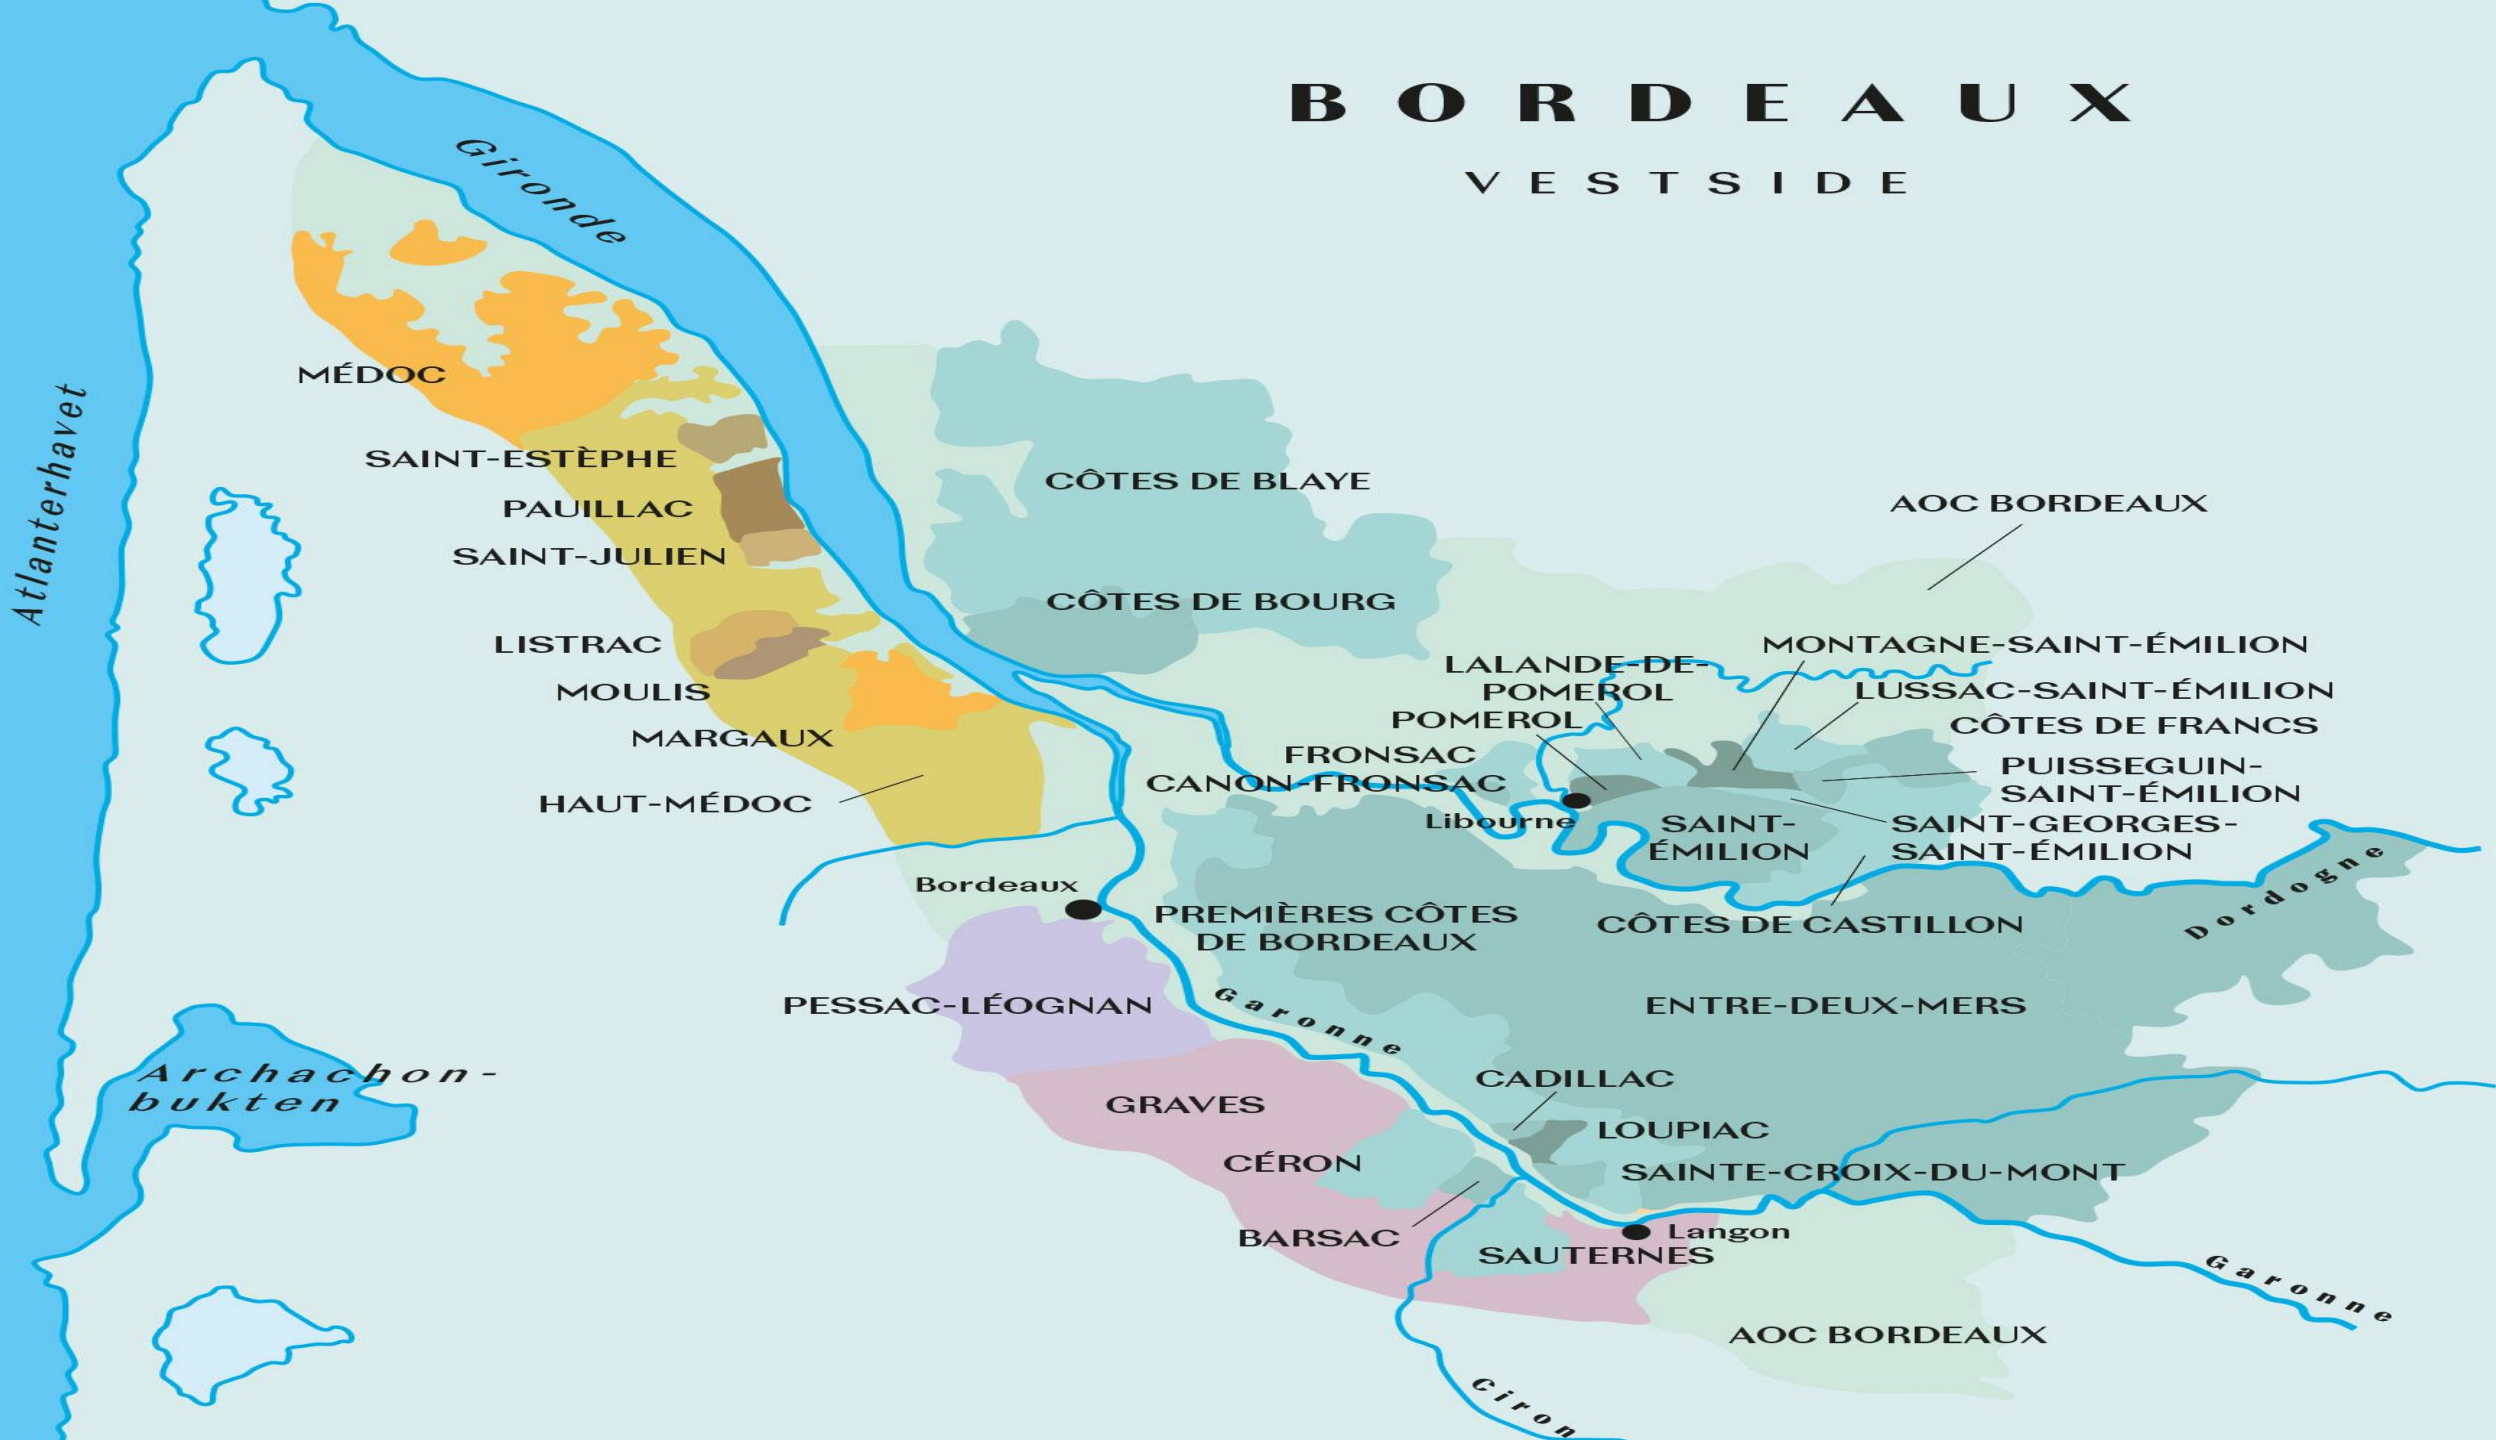 BORDEAUX
VESTSIDE
Gironde
Atlanterhavet
MÉDOC
SAINT-ESTÈPHE
PAUILLAC
SAINT-JULIEN
LISTRAC
MOULIS
MARGAUX
HAUT-MÉDOC
CÔTES DE BLAYE
CÔTES DE BOURG
AOC BORDEAUX
MONTAGNE-SAINT-ÉMILION
LALANDE-DE-
POMEROL
LUSSAC-SAINT-ÉMILION
POMEROL
CÔTES DE FRANCS
FRONSAC
CANON-FRONSAC
PUISSEGUIN-
SAINT-ÉMILION
Libourne
SAINT-
ÉMILION
SAINT-GEORGES-
SAINT-ÉMILION
Dordogne
Bordeaux
PREMIÈRES CÔTES
DE BORDEAUX
CÔTES DE CASTILLON
PESSAC-LÉOGNAN
Garonne
ENTRE-DEUX-MERS
Archachon-
bukten
GRAVES
CADILLAC
LOUPIAC
CÉRON
SAINTE-CROIX-DU-MONT
BARSAC
Langon
SAUTERNES
Garonne
AOC BORDEAUX
Ciron